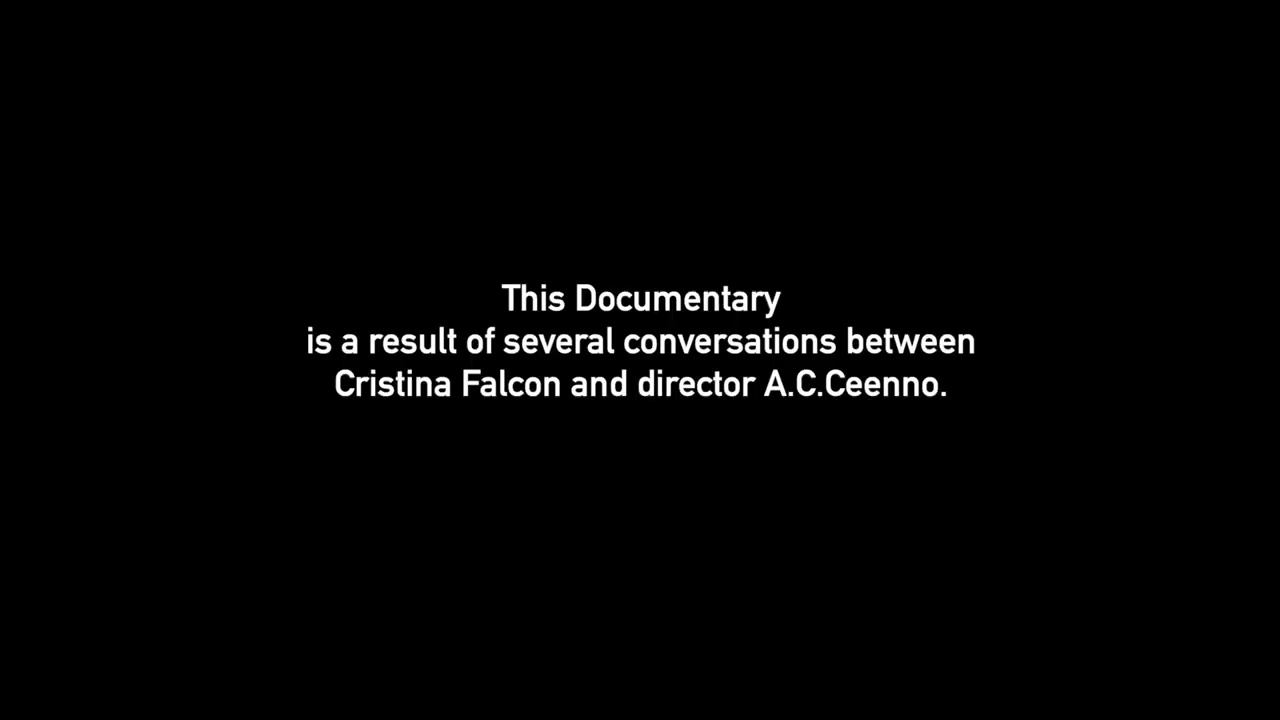 This Documentary
is a result of several conversations between
Cristina Falcon and director A.C.Ceenno.